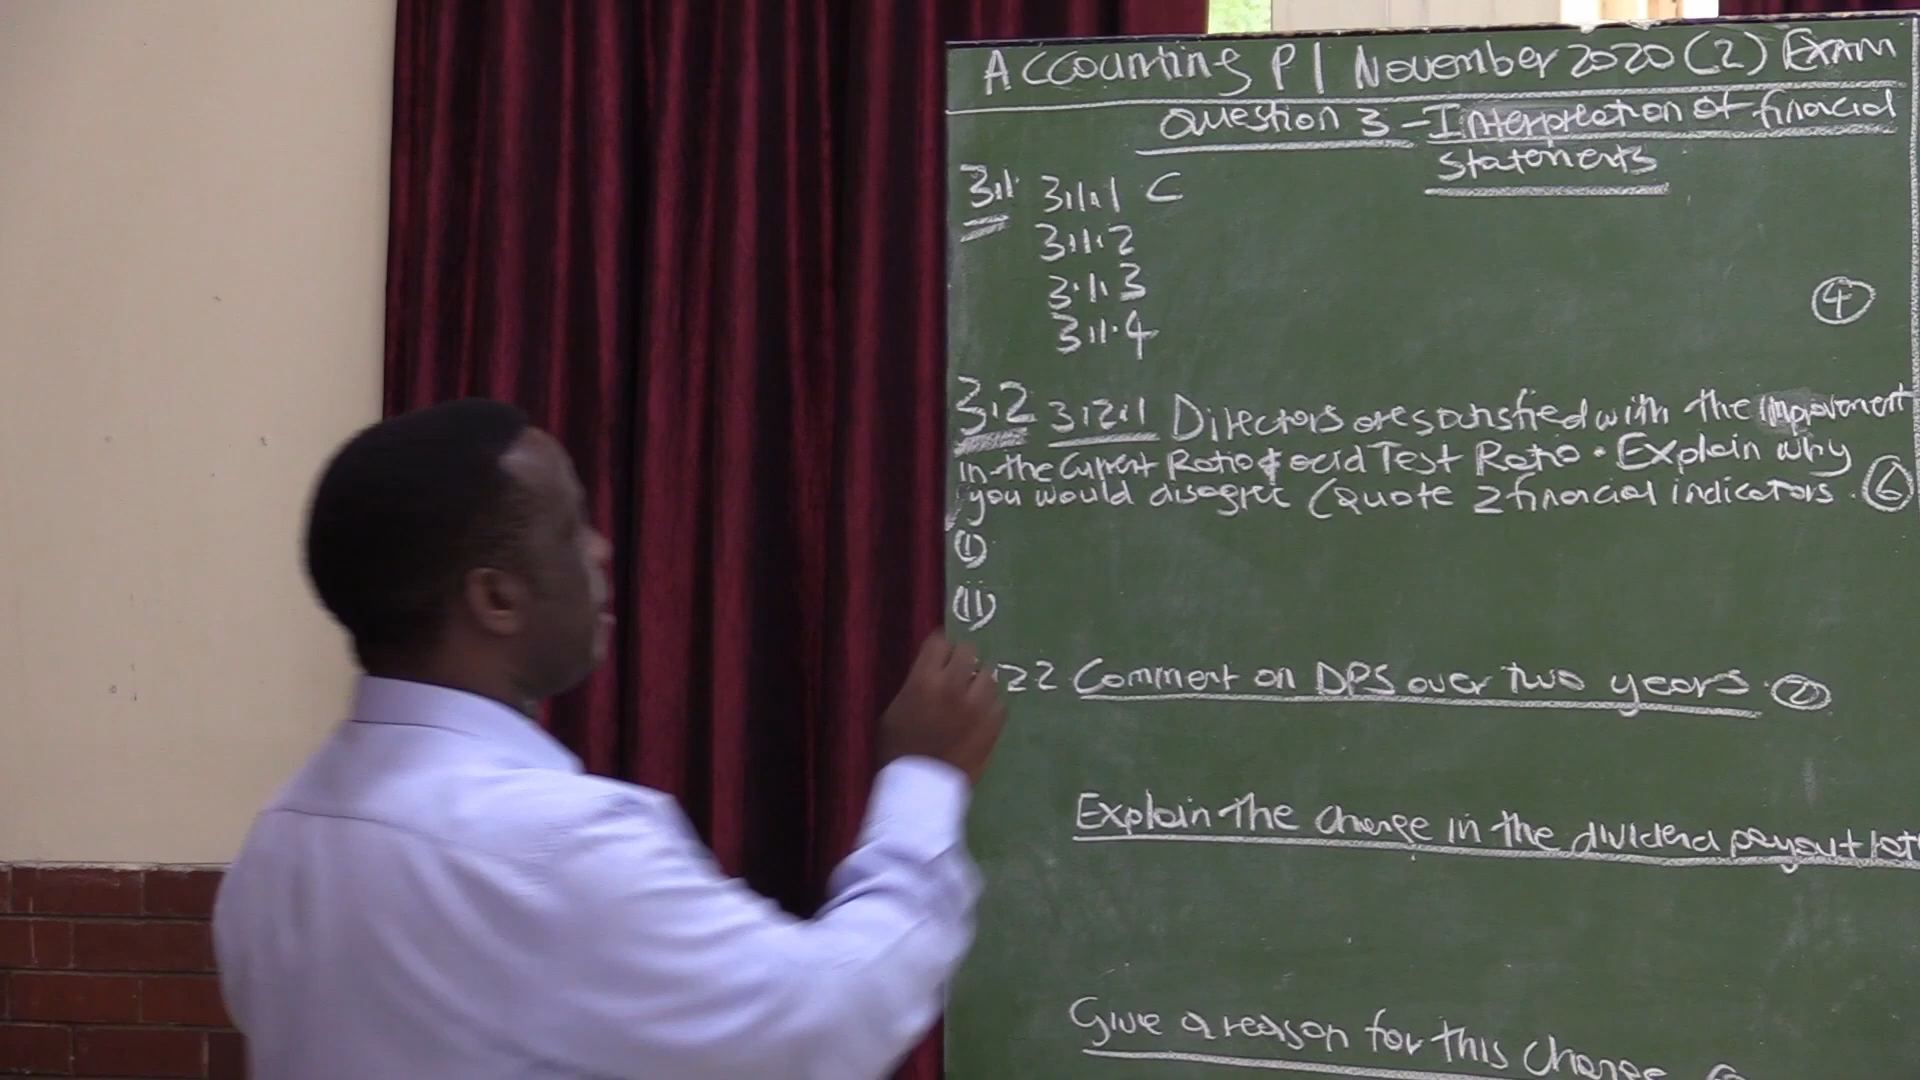 Accounting P1 November 2020 (2) Exam
Question 3 - Interpretation of financial
statements
3.1 3.1.1 C
3.1.2
3.1.3
3.1.4
④
3.2 3.2.1 Directors are satisfied with the improvement
in the Current Ratio & acid Test Ratio. Explain why
you would disagree (Quote 2 financial indicators. ⑥
(i)
(ii)
.22 Comment on DPS over two years. ②
Explain the change in the dividend payout rat
Give a reason for this change